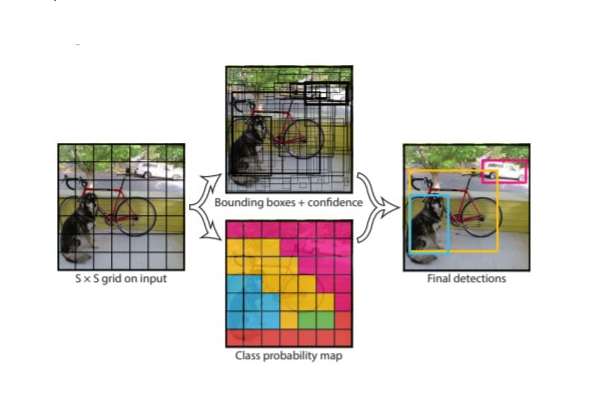 Bounding boxes + confidence
S × S grid on input
Final detections
Class probability map